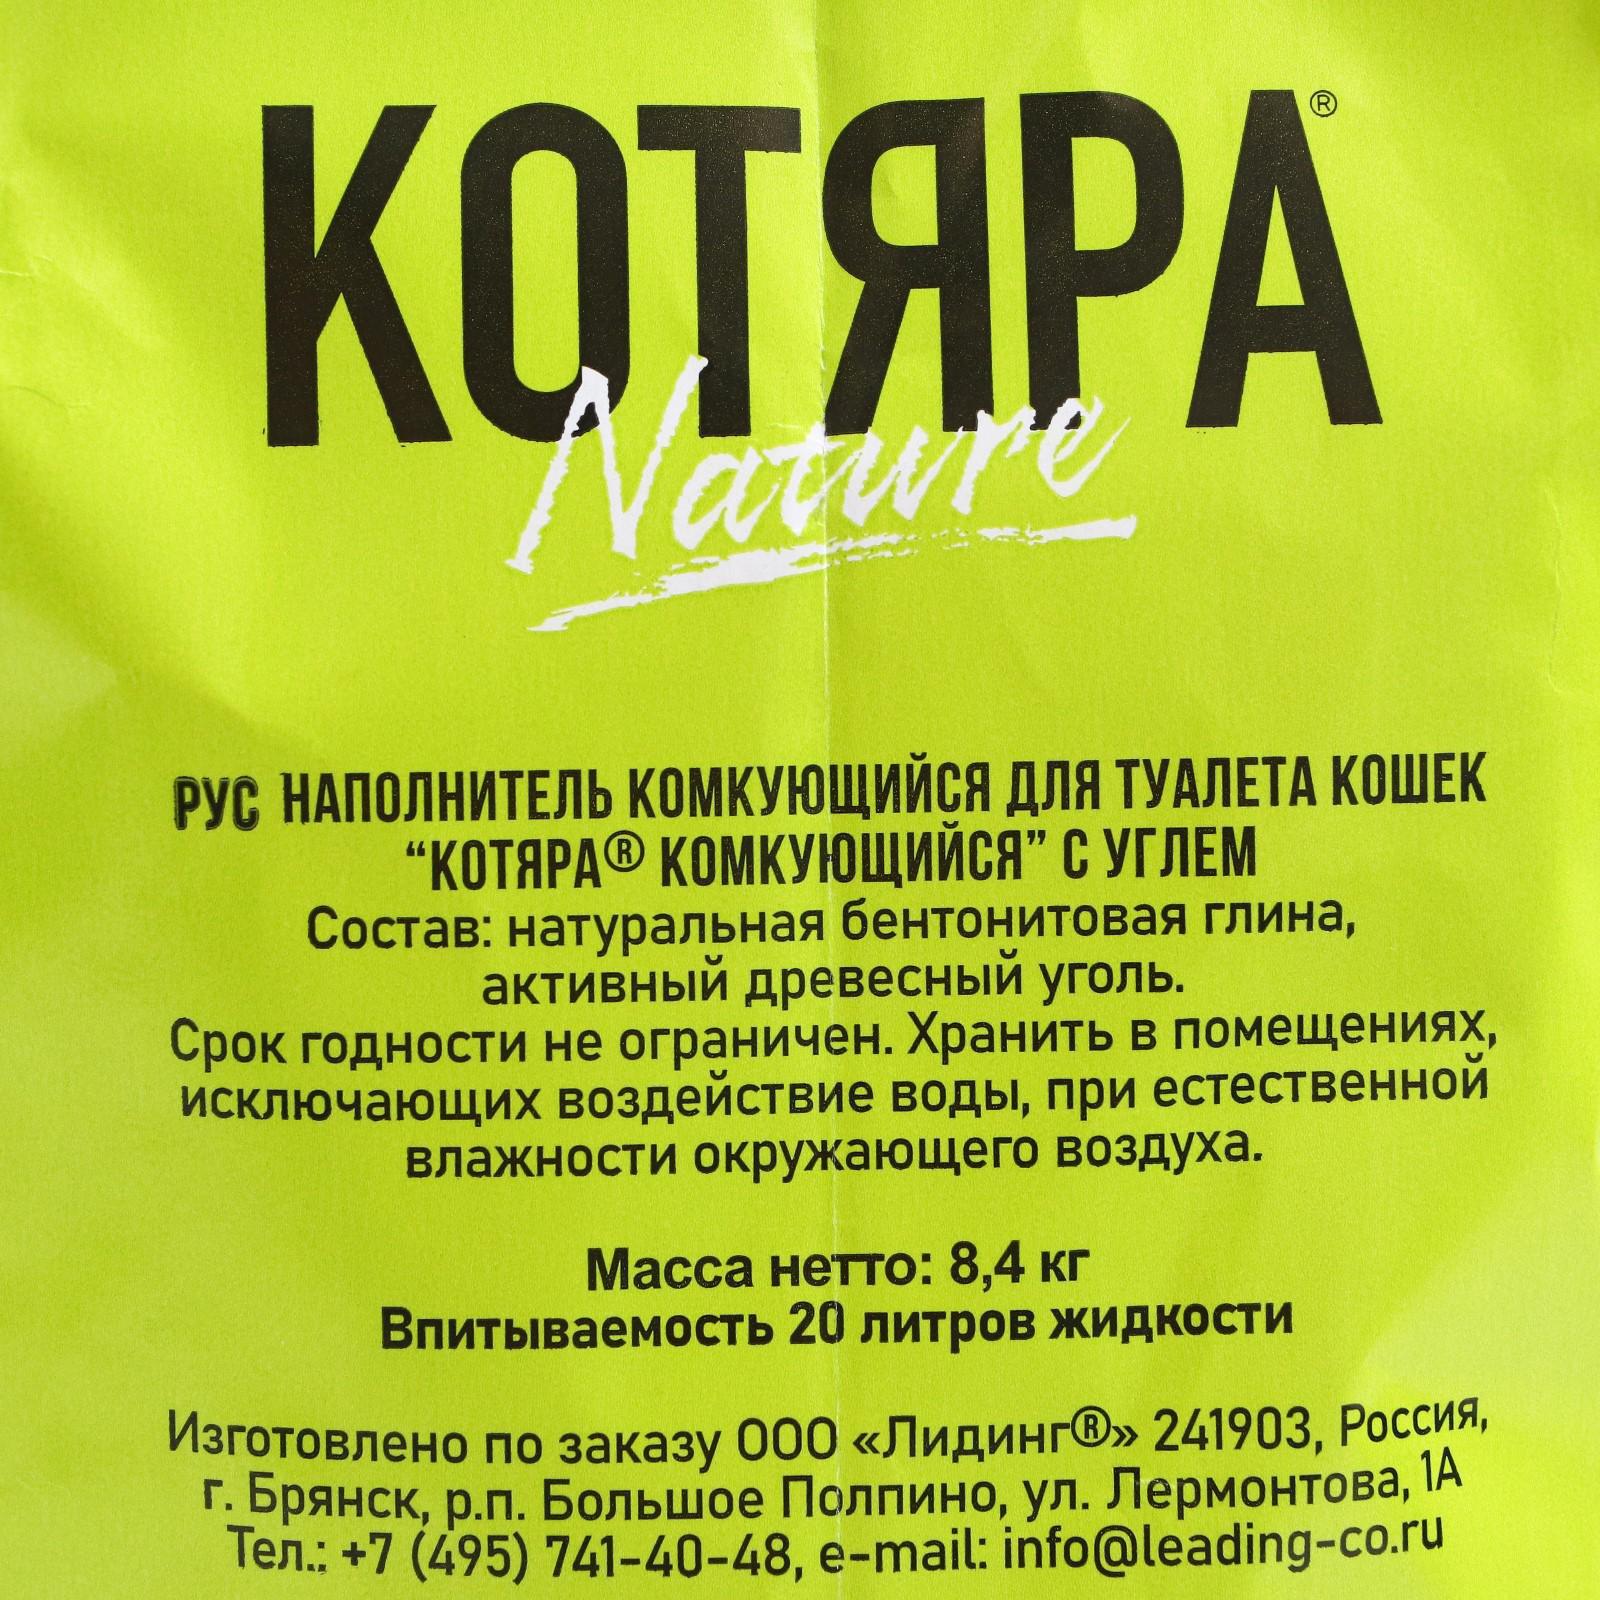 КОТЯРА®
Nature
РУС НАПОЛНИТЕЛЬ КОМКУЮЩИЙСЯ ДЛЯ ТУАЛЕТА КОШЕК
“КОТЯРА® КОМКУЮЩИЙСЯ” С УГЛЕМ
Состав: натуральная бентонитовая глина,
активный древесный уголь.
Срок годности не ограничен. Хранить в помещениях,
исключающих воздействие воды, при естественной
влажности окружающего воздуха.
Масса нетто: 8,4 кг
Впитываемость 20 литров жидкости
Изготовлено по заказу ООО «Лидинг®» 241903, Россия,
г. Брянск, р.п. Большое Полпино, ул. Лермонтова, 1А
Тел.: +7 (495) 741-40-48, e-mail: info@leading-co.ru